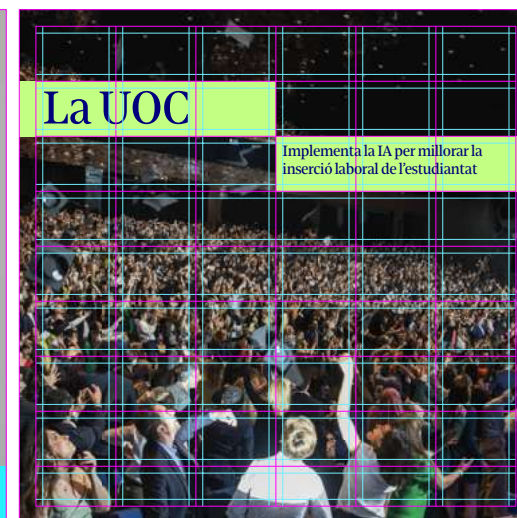 La UOC
Implementa la IA per millorar la
inserció laboral de l'estudiantat